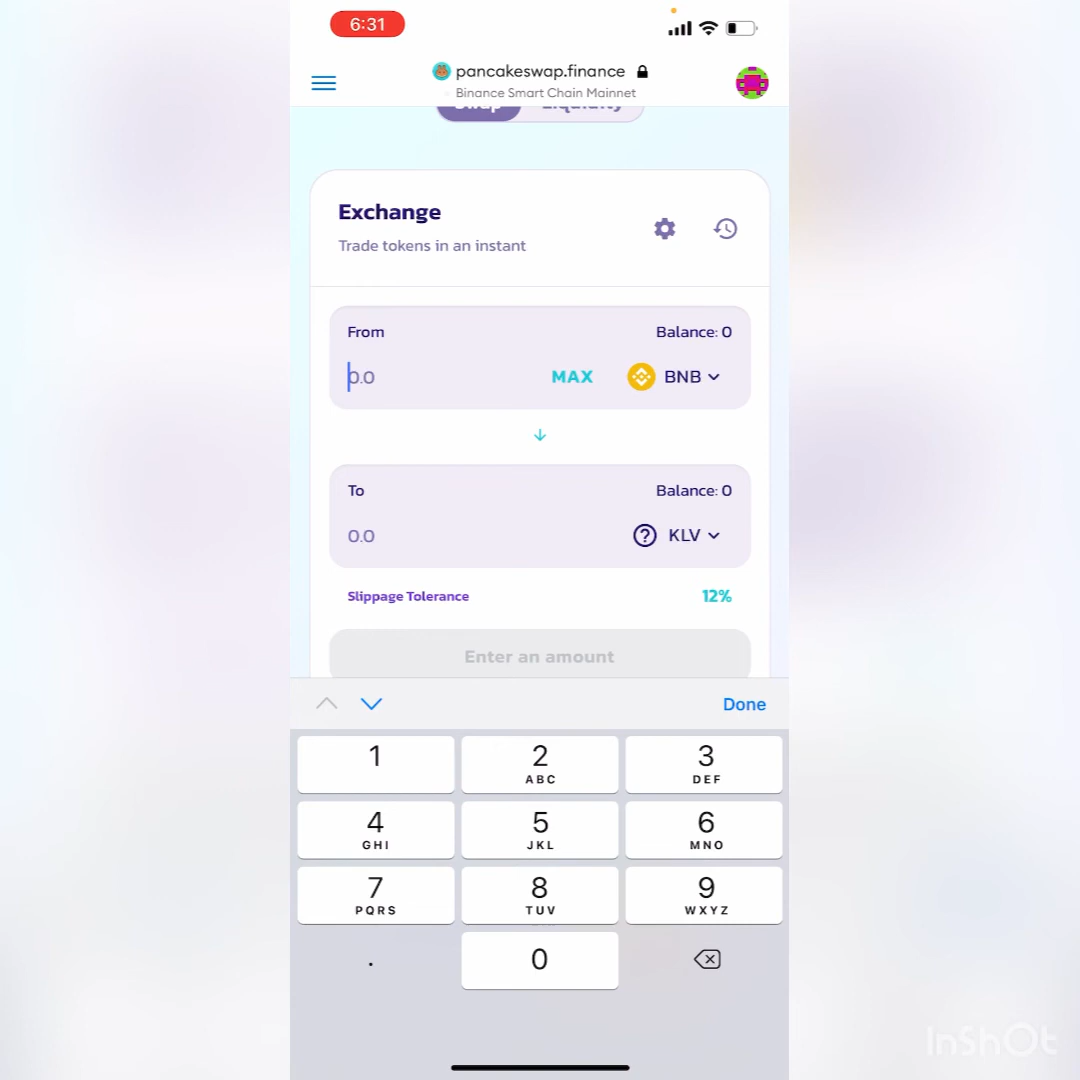 6:31
pancakeswap.finance
Binance Smart Chain Mainnet
Swap Liquidity
Exchange
Trade tokens in an instant
From Balance: 0
0.0 MAX BNB
To Balance: 0
0.0 KLV
Slippage Tolerance 12%
Enter an amount
Done
1 2 3
ABC DEF
4 5 6
GHI JKL MNO
7 8 9
PQRS TUV WXYZ
. 0
InShOt